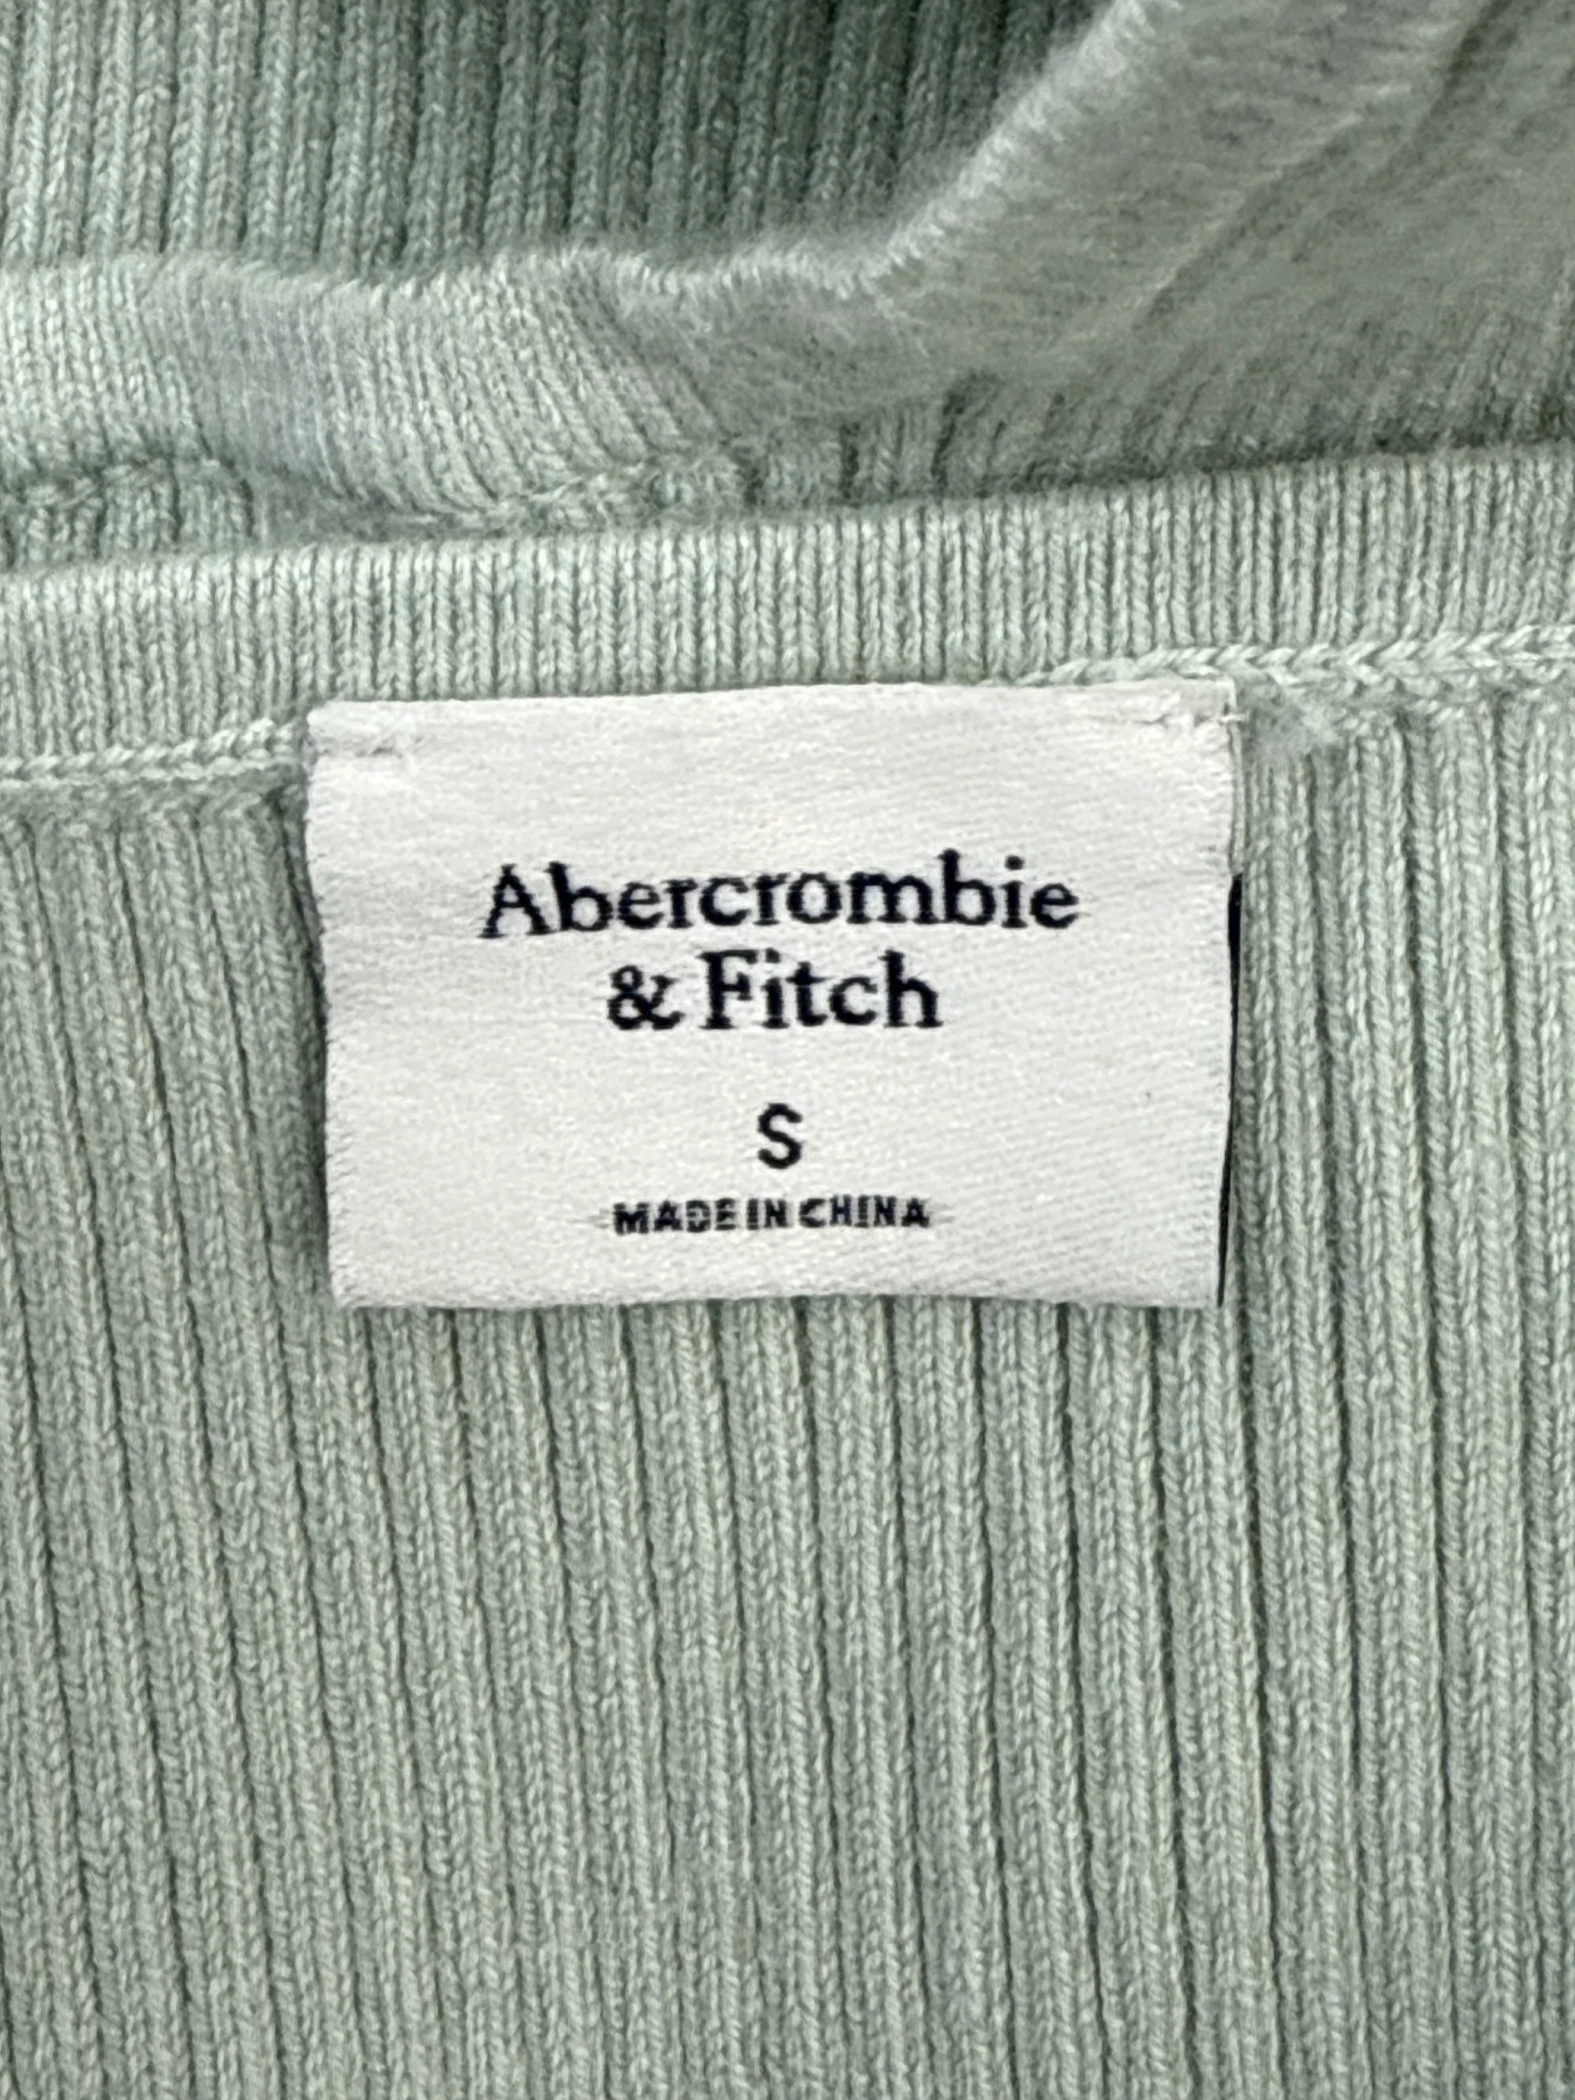 Abercrombie
& Fitch
S
MADE IN CHINA